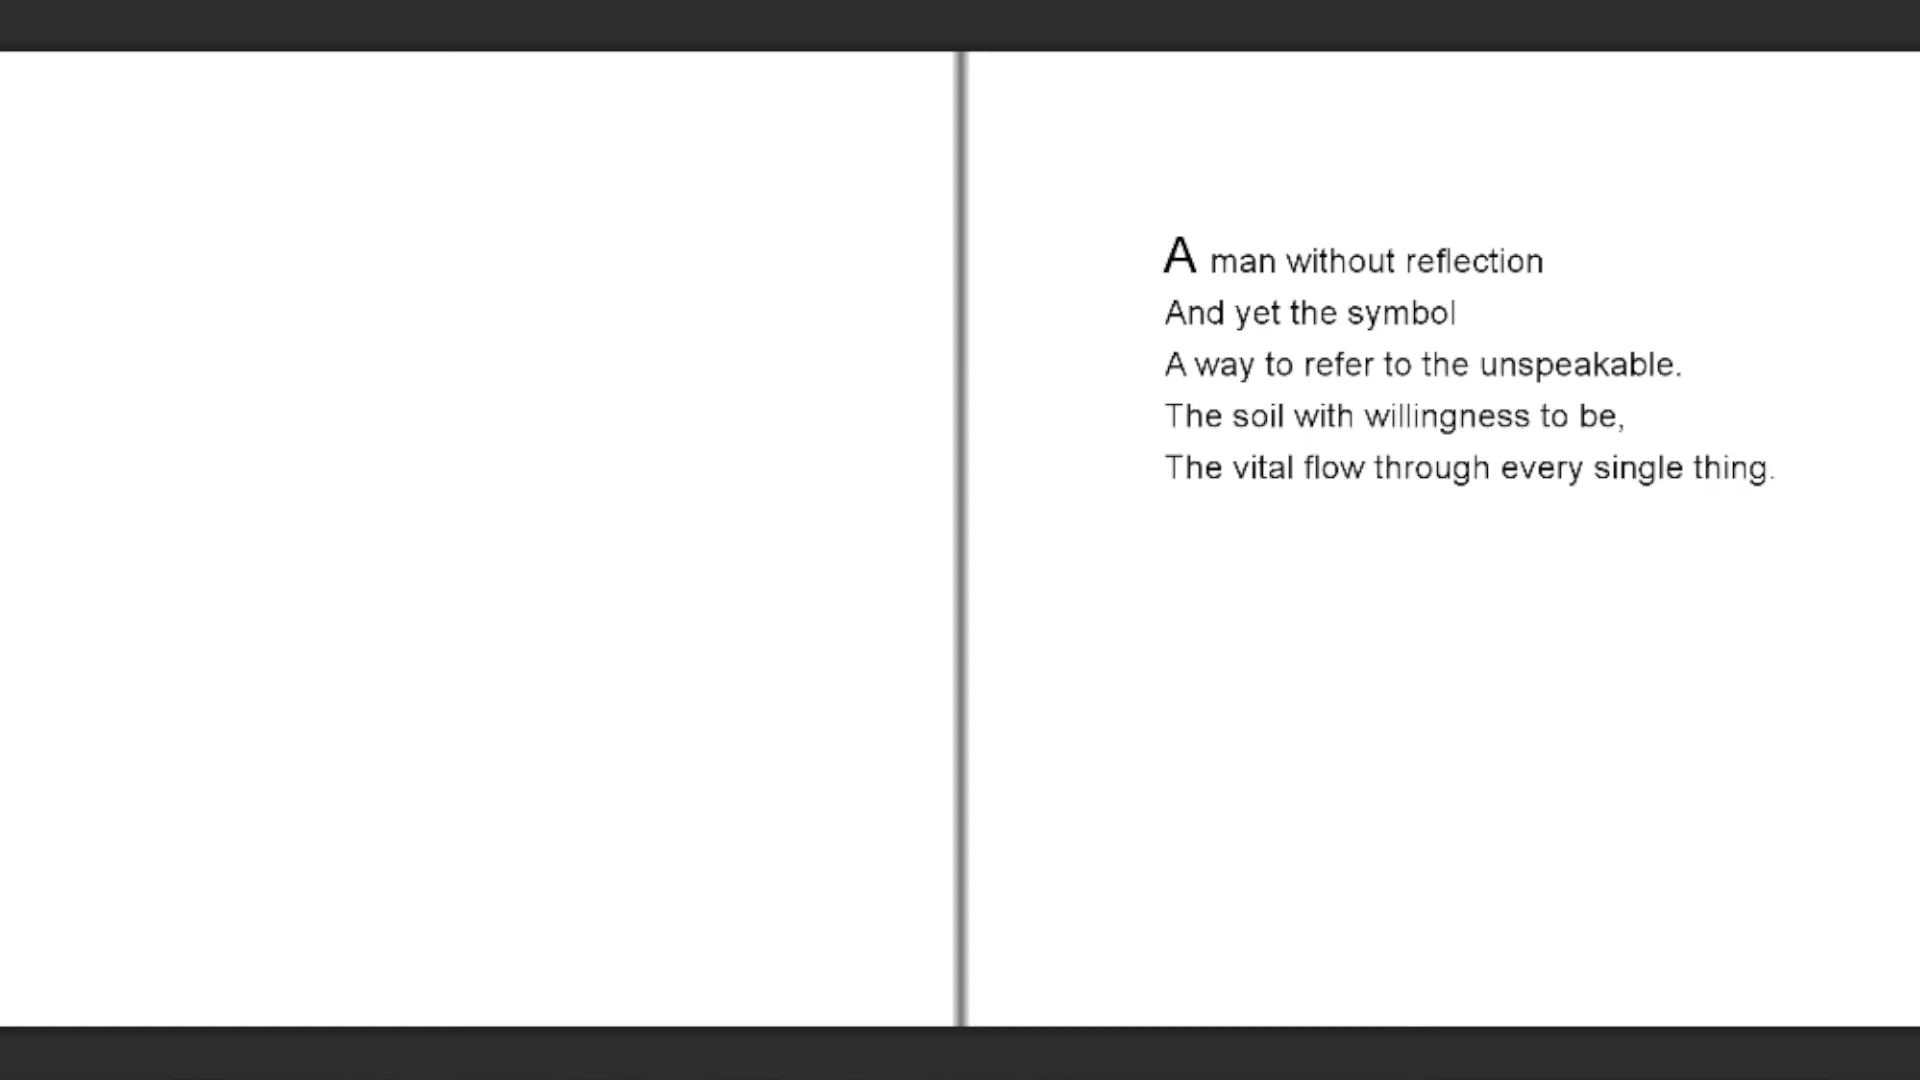 A man without reflection
And yet the symbol
A way to refer to the unspeakable.
The soil with willingness to be,
The vital flow through every single thing.